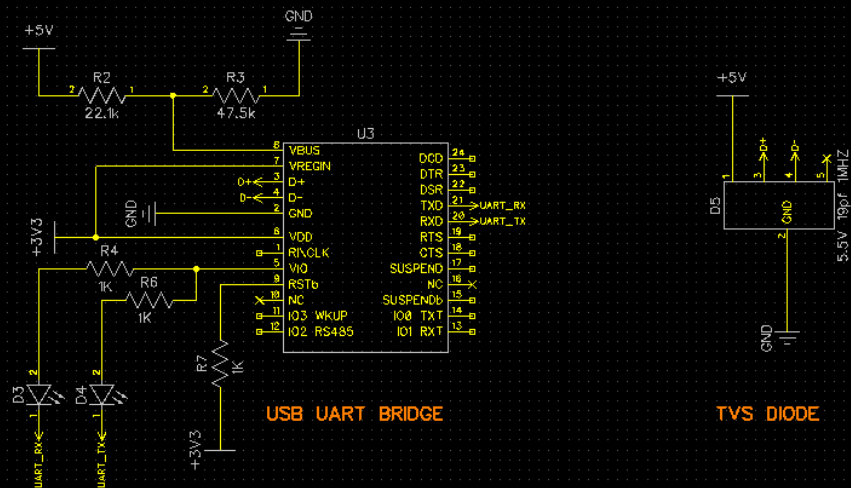 GND
+5V
R2
2 1
22.1k
R3
2 1
47.5k
U3
8 VBUS
7 VREGIN
D+ 3 D+
D- 4 D-
GND 2 GND
+3V3
6 VDD
1 RI\CLK
5 VIO
9 RSTb
10 NC
11 IO3 WKUP
12 IO2 RS485
DCD 24
DTR 23
DSR 22
TXD 21 UART_RX
RXD 20 UART_TX
RTS 19
CTS 18
SUSPEND 17
NC 16
SUSPENDb 15
IO0 TXT 14
IO1 RXT 13
R4
1K
R6
1K
R7
1K
+3V3
D3
2
1
UART_RX
D4
2
1
UART_TX
USB UART BRIDGE
+5V
D+
D-
1
3
4
5
D5
GND
2
5.5V 19pf 1MHZ
GND
TVS DIODE